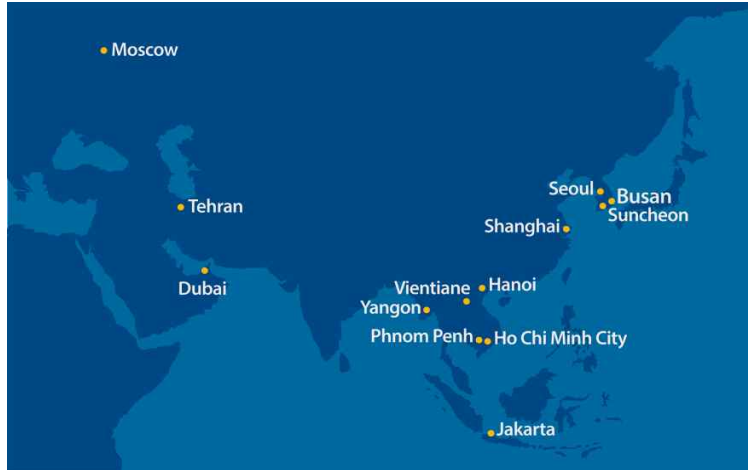 Moscow
Seoul
Busan
Tehran
Suncheon
Shanghai
Dubai
Vientiane
Hanoi
Yangon
Phnom Penh
Ho Chi Minh City
Jakarta